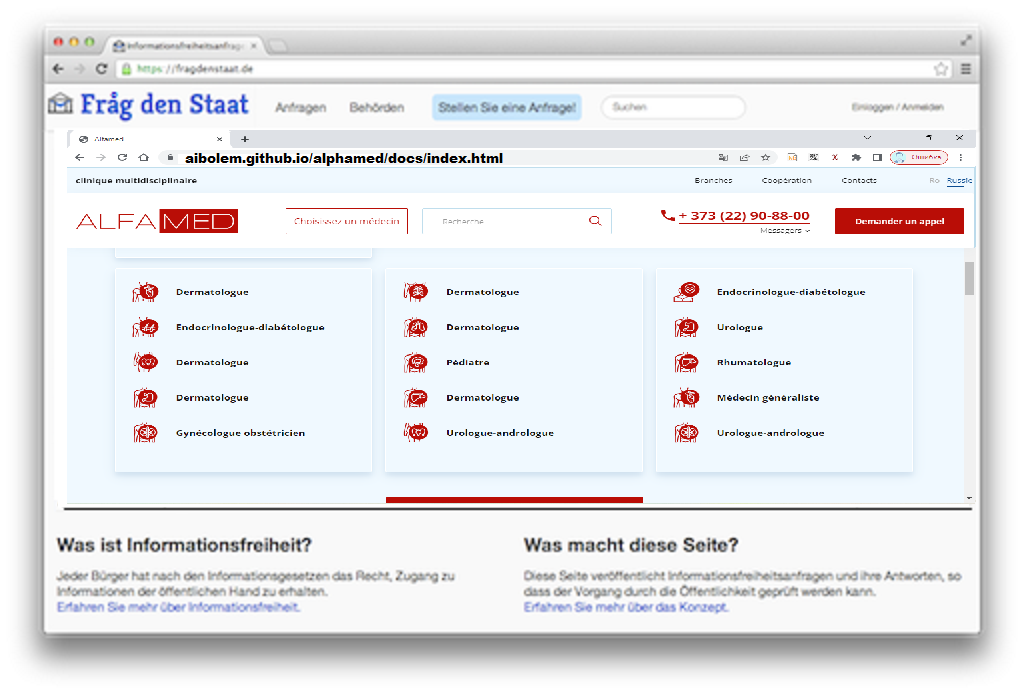 Informationsfreiheitsanfrage
https://fragdenstaat.de
Fråg den Staat Anfragen Behörden Stellen Sie eine Anfrage! Suchen Einloggen / Anmelden
Alfamed
aibolem.github.io/alphamed/docs/index.html
clinique multidisciplinaire Branches Coopération Contacts Ro Russie
ALFAMED Choisissez un médecin Recherche + 373 (22) 90-88-00 Demander un appel
Messagers
Dermatologue Dermatologue Endocrinologue-diabétologue
Endocrinologue-diabétologue Dermatologue Urologue
Dermatologue Pédiatre Rhumatologue
Dermatologue Dermatologue Médecin généraliste
Gynécologue obstétricien Urologue-andrologue Urologue-andrologue
Was ist Informationsfreiheit?
Jeder Bürger hat nach den Informationsgesetzen das Recht, Zugang zu
Informationen der öffentlichen Hand zu erhalten.
Erfahren Sie mehr über Informationsfreiheit.
Was macht diese Seite?
Diese Seite veröffentlicht Informationsfreiheitsanfragen und ihre Antworten, so
dass der Vorgang durch die Öffentlichkeit geprüft werden kann.
Erfahren Sie mehr über das Konzept.